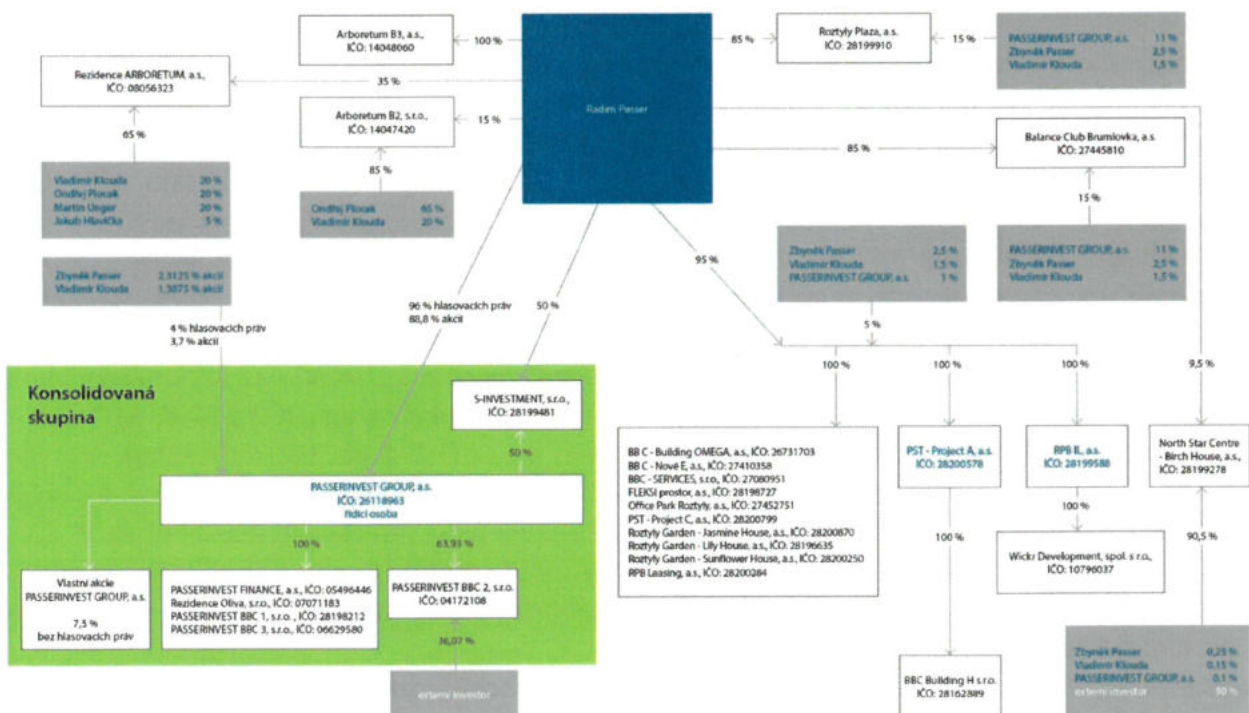 Arboretum B3, a.s.,
IČO: 14048060
100 %
Radim Passer
85 %
Roztyly Plaza, a.s.
IČO: 28199910
15 %
PASSERINVEST GROUP, a.s. 11 %
Zbyněk Passer 2,5 %
Vladimír Klouda 1,5 %
Rezidence ARBORETUM, a.s.,
IČO: 08056323
35 %
65 %
Vladimír Klouda 20 %
Ondřej Plocek 20 %
Martin Unger 20 %
Jakub Hlavička 5 %
Arboretum B2, s.r.o.,
IČO: 14047420
15 %
85 %
Ondřej Plocek 65 %
Vladimír Klouda 20 %
85 %
Balance Club Brumlovka, a.s.
IČO: 27445810
15 %
PASSERINVEST GROUP, a.s. 11 %
Zbyněk Passer 2,5 %
Vladimír Klouda 1,5 %
Zbyněk Passer 2,3125 % akcií
Vladimír Klouda 1,3875 % akcií
4 % hlasovacích práv
3,7 % akcií
96 % hlasovacích práv
88,8 % akcií
50 %
95 %
Zbyněk Passer 2,5 %
Vladimír Klouda 1,5 %
PASSERINVEST GROUP, a.s. 1 %
5 %
100 %
100 %
100 %
9,5 %
Konsolidovaná
skupina
S-INVESTMENT, s.r.o.,
IČO: 28199481
50 %
PASSERINVEST GROUP, a.s.
IČO: 26118963
řídící osoba
100 %
63,93 %
Vlastní akcie
PASSERINVEST GROUP, a.s.
7,5 %
bez hlasovacích práv
PASSERINVEST FINANCE, a.s., IČO: 05496446
Rezidence Oliva, s.r.o., IČO: 07071183
PASSERINVEST BBC 1, s.r.o., IČO: 28198212
PASSERINVEST BBC 3, s.r.o., IČO: 06629580
PASSERINVEST BBC 2, s.r.o.
IČO: 04172108
36,07 %
externí investor
BB C - Building OMEGA, a.s., IČO: 26731703
BB C - Nové E, a.s., IČO: 27410358
BBC - SERVICES, s.r.o., IČO: 27080951
FLEKSI prostor, a.s., IČO: 28198727
Office Park Roztyly, a.s., IČO: 27452751
PST - Project C, a.s., IČO: 28200799
Roztyly Garden - Jasmine House, a.s., IČO: 28200870
Roztyly Garden - Lily House, a.s., IČO: 28196635
Roztyly Garden - Sunflower House, a.s., IČO: 28200250
RPB Leasing, a.s., IČO: 28200284
PST - Project A, a.s.
IČO: 28200578
100 %
BBC Building H s.r.o.
IČO: 28162889
RPB II., a.s.
IČO: 28199588
100 %
Wickr Development, spol. s r.o.,
IČO: 10796037
North Star Centre
- Birch House, a.s.,
IČO: 28199278
90,5 %
Zbyněk Passer 0,25 %
Vladimír Klouda 0,15 %
PASSERINVEST GROUP, a.s. 0,1 %
externí investor 90 %